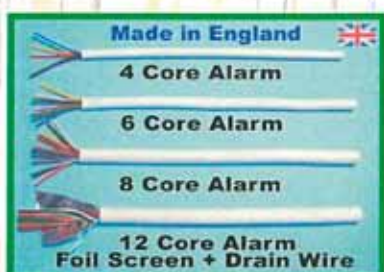 Made in England
4 Core Alarm
6 Core Alarm
8 Core Alarm
12 Core Alarm
Foil Screen + Drain Wire